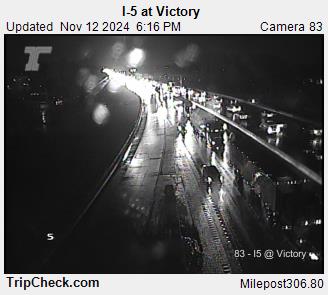 I-5 at Victory
Updated Nov 12 2024 6:16 PM Camera 83
T
S
83 - I5 @ Victory
TripCheck.com Milepost306.80